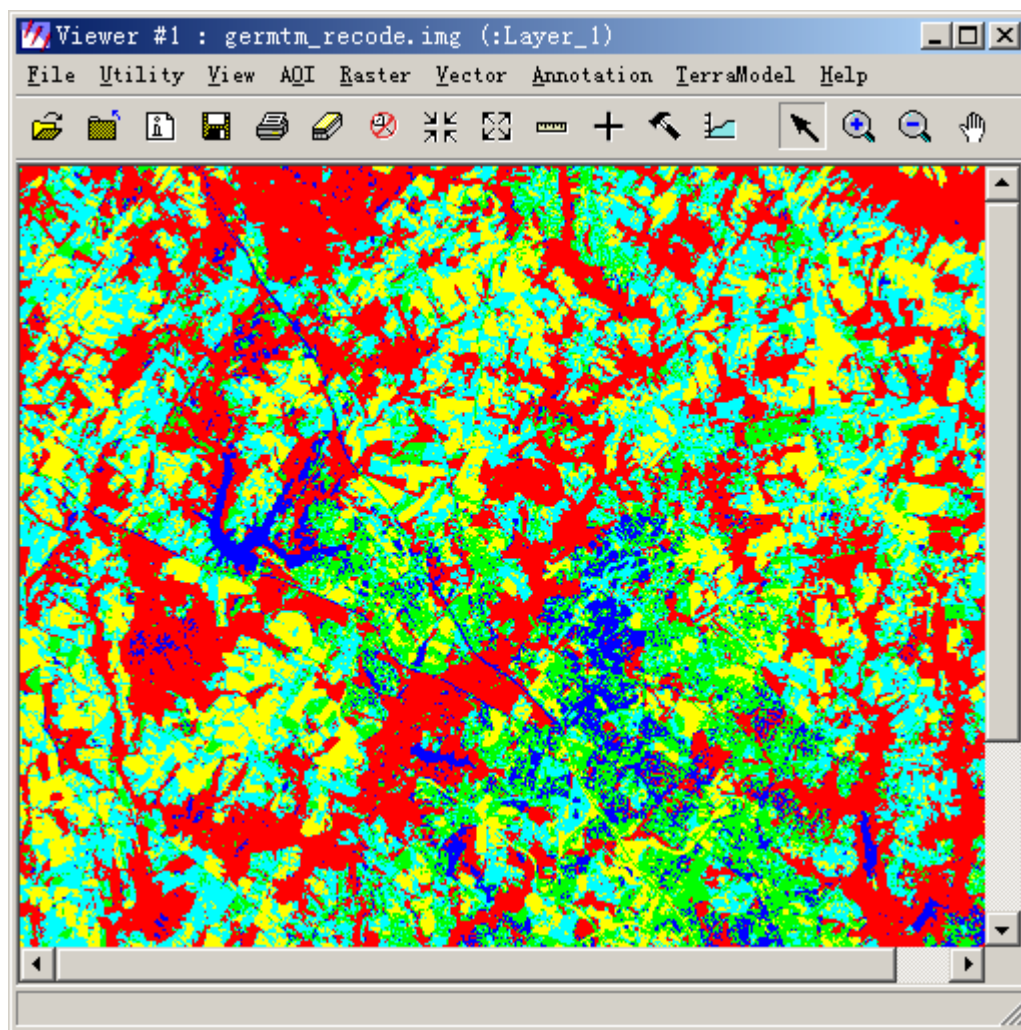 Viewer #1 : germtm_recode.img (:Layer_1)
File Utility View AOI Raster Vector Annotation TerraModel Help